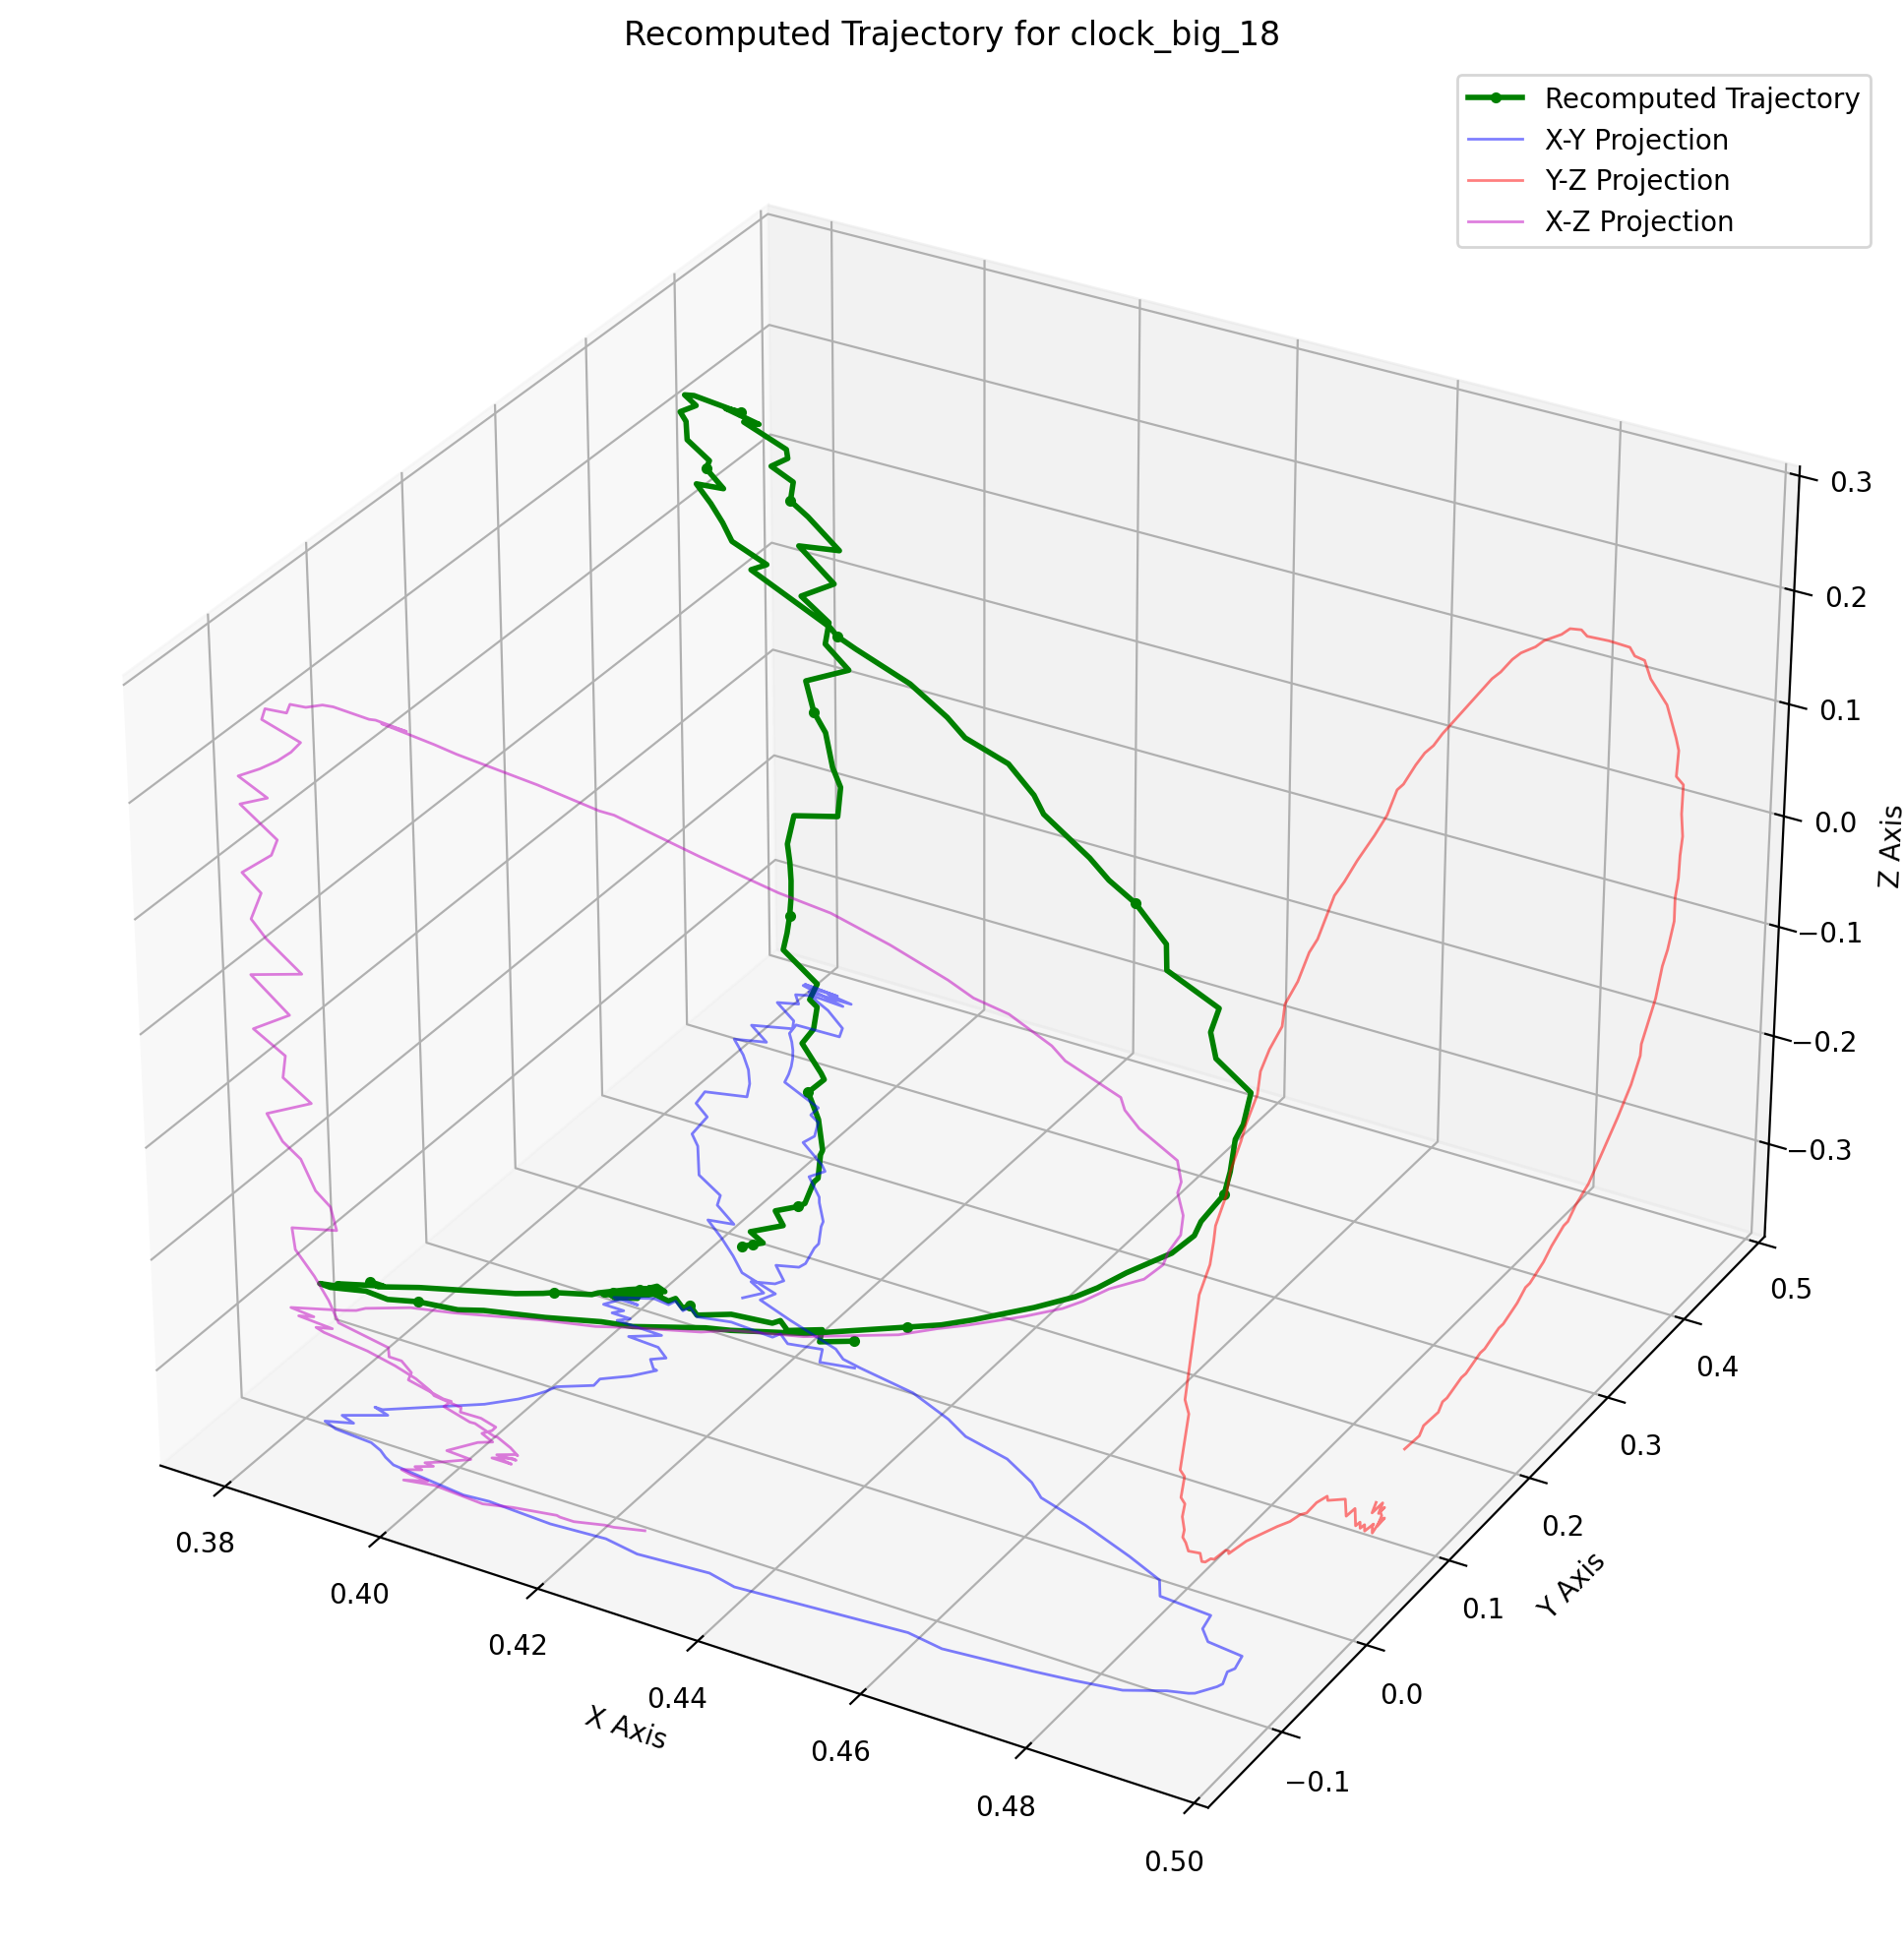 Recomputed Trajectory for clock_big_18
Recomputed Trajectory
X-Y Projection
Y-Z Projection
X-Z Projection
0.3
0.2
0.1
0.0
−0.1
−0.2
−0.3
Z Axis
0.5
0.4
0.3
0.2
0.1
0.0
−0.1
Y Axis
0.38
0.40
0.42
0.44
0.46
0.48
0.50
X Axis